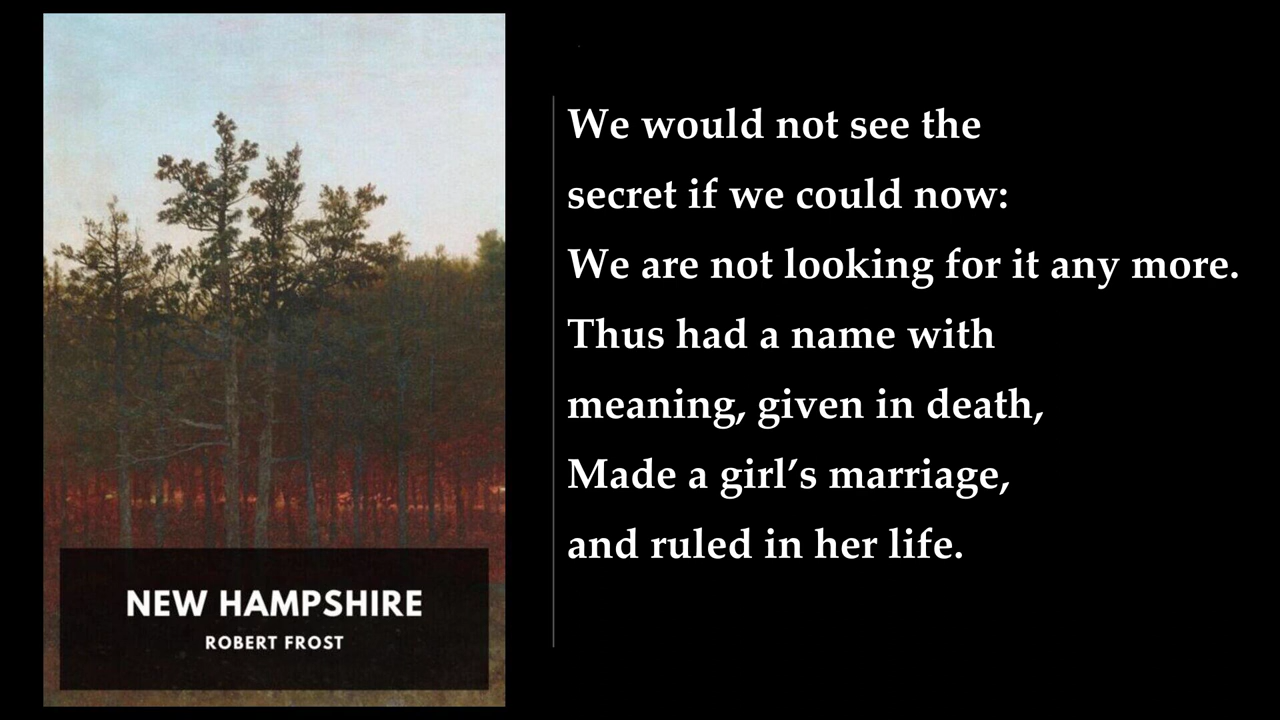 NEW HAMPSHIRE
ROBERT FROST
We would not see the
secret if we could now:
We are not looking for it any more.
Thus had a name with
meaning, given in death,
Made a girl’s marriage,
and ruled in her life.